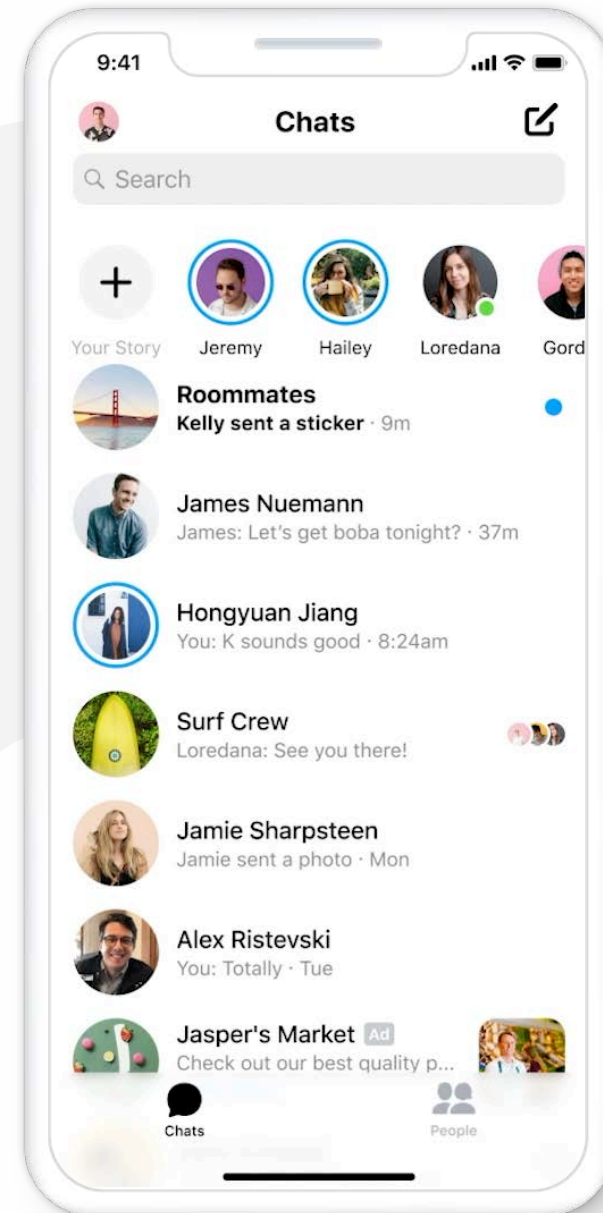 9:41
Chats
Search
Your Story
Jeremy
Hailey
Loredana
Gord
Roommates
Kelly sent a sticker · 9m
James Nuemann
James: Let's get boba tonight? · 37m
Hongyuan Jiang
You: K sounds good · 8:24am
Surf Crew
Loredana: See you there!
Jamie Sharpsteen
Jamie sent a photo · Mon
Alex Ristevski
You: Totally · Tue
Jasper's Market Ad
Check out our best quality p...
Chats
People